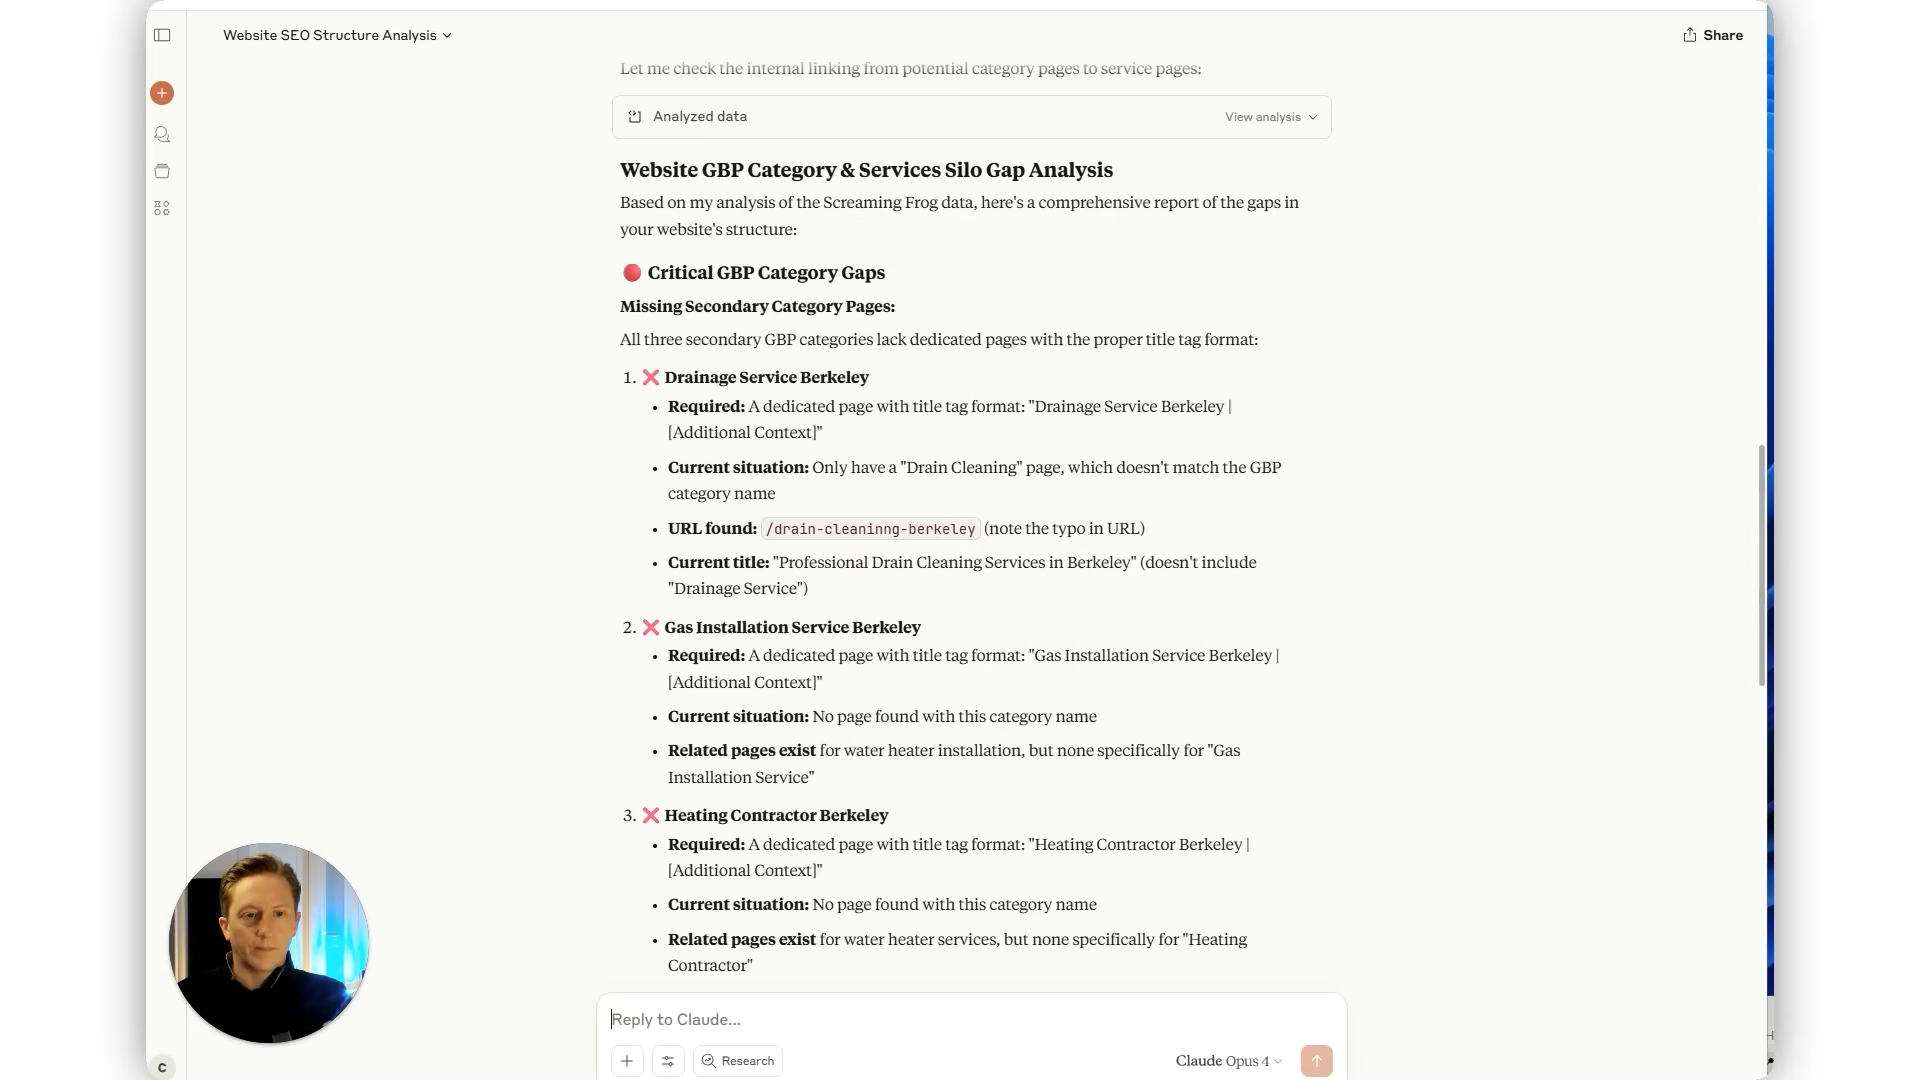 Website SEO Structure Analysis
Share
Let me check the internal linking from potential category pages to service pages:
Analyzed data
View analysis
Website GBP Category & Services Silo Gap Analysis
Based on my analysis of the Screaming Frog data, here's a comprehensive report of the gaps in
your website's structure:
Critical GBP Category Gaps
Missing Secondary Category Pages:
All three secondary GBP categories lack dedicated pages with the proper title tag format:
1. ❌ Drainage Service Berkeley
• Required: A dedicated page with title tag format: "Drainage Service Berkeley |
[Additional Context]"
• Current situation: Only have a "Drain Cleaning" page, which doesn't match the GBP
category name
• URL found: /drain-cleaninng-berkeley (note the typo in URL)
• Current title: "Professional Drain Cleaning Services in Berkeley" (doesn't include
"Drainage Service")
2. ❌ Gas Installation Service Berkeley
• Required: A dedicated page with title tag format: "Gas Installation Service Berkeley |
[Additional Context]"
• Current situation: No page found with this category name
• Related pages exist for water heater installation, but none specifically for "Gas
Installation Service"
3. ❌ Heating Contractor Berkeley
• Required: A dedicated page with title tag format: "Heating Contractor Berkeley |
[Additional Context]"
• Current situation: No page found with this category name
• Related pages exist for water heater services, but none specifically for "Heating
Contractor"
Reply to Claude...
Research
Claude Opus 4
C